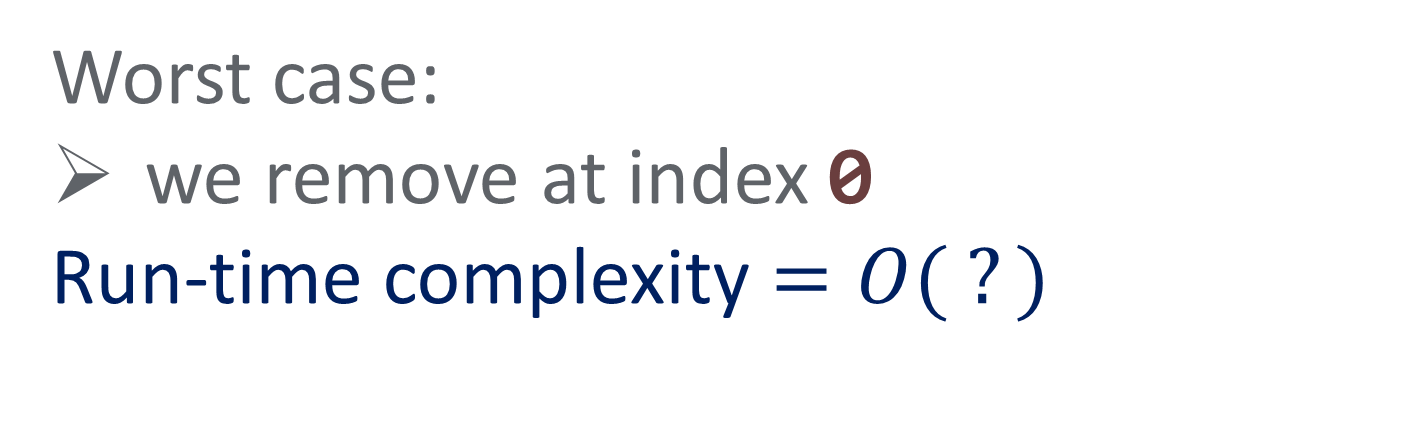 Worst case:
➢ we remove at index 0
Run-time complexity = O( ? )